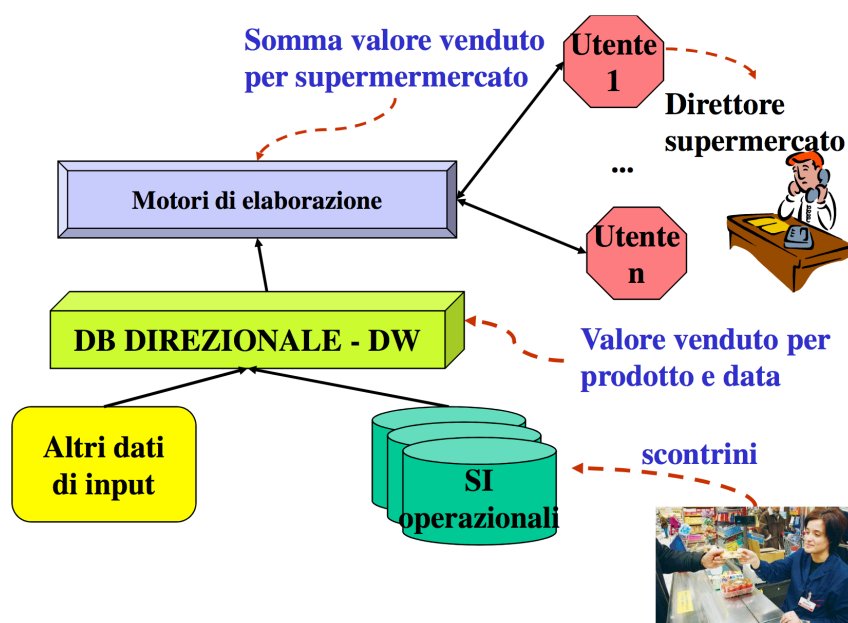 Somma valore venduto
per supermermercato
Utente
1
Direttore
supermercato
...
Motori di elaborazione
Utente
n
DB DIREZIONALE - DW
Valore venduto per
prodotto e data
Altri dati
di input
SI
operazionali
scontrini